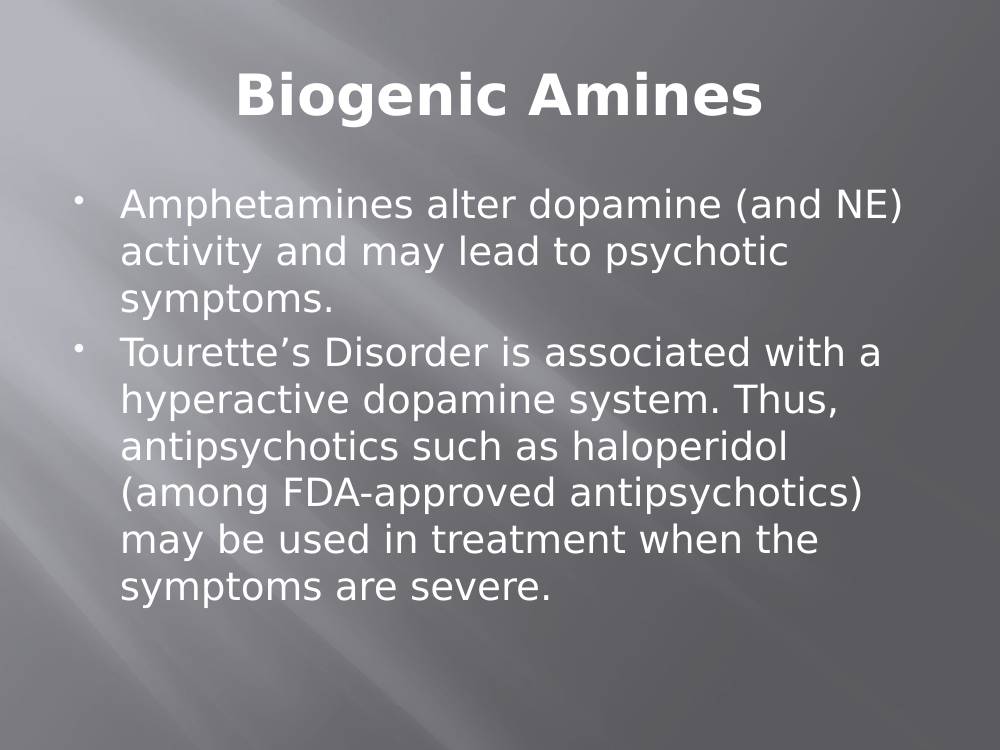 Biogenic Amines
• Amphetamines alter dopamine (and NE)
activity and may lead to psychotic
symptoms.
• Tourette’s Disorder is associated with a
hyperactive dopamine system. Thus,
antipsychotics such as haloperidol
(among FDA-approved antipsychotics)
may be used in treatment when the
symptoms are severe.